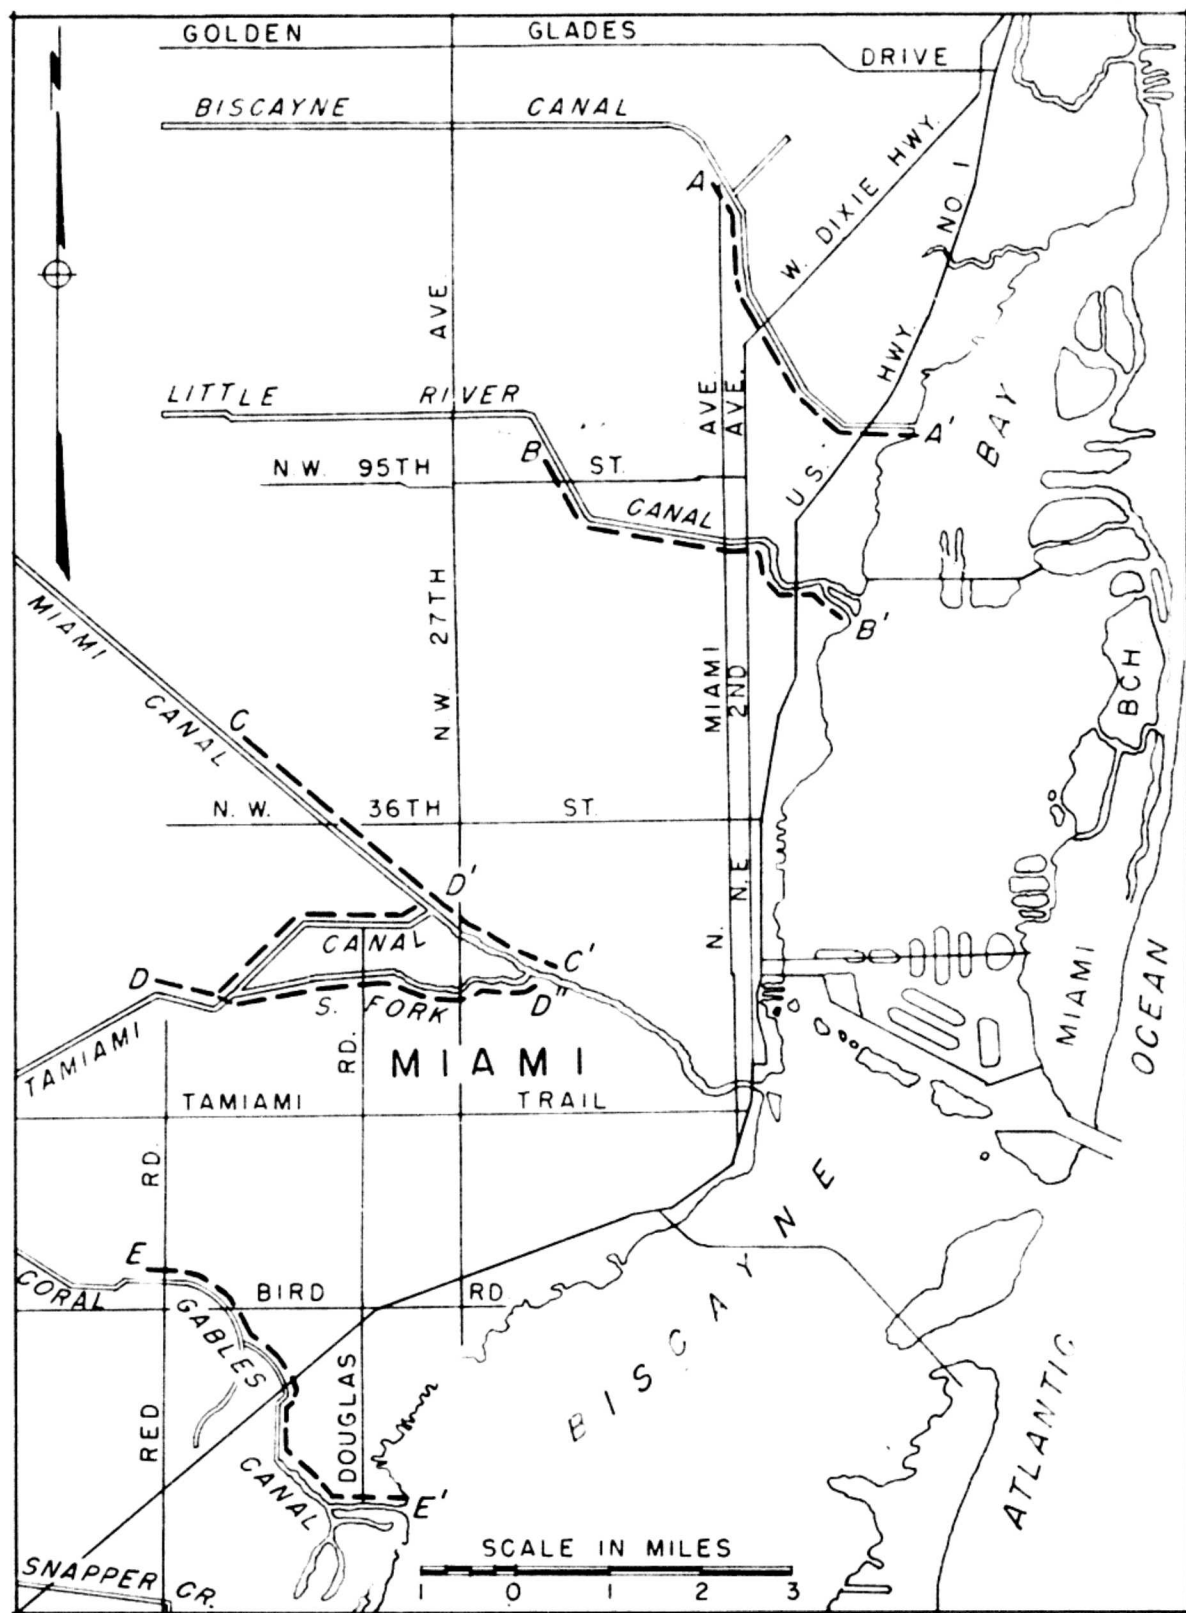 GOLDEN GLADES DRIVE
BISCAYNE CANAL
A
W. DIXIE HWY.
U.S. HWY. NO. 1
AVE.
LITTLE RIVER CANAL
B
A'
BAY
N.W. 95TH ST.
AVE.
AVE.
MIAMI CANAL
NW 27TH
B'
C
MIAMI
2ND
BCH
N. W. 36TH ST.
D'
N.
N.E
CANAL
C'
D
S. FORK
D"
TAMIAMI
RD.
MIAMI
MIAMI
OCEAN
TAMIAMI TRAIL
RD.
E
BISCAYNE
CORAL GABLES CANAL
BIRD RD.
DOUGLAS
RED
E'
ATLANTIC
SCALE IN MILES
1 0 1 2 3
SNAPPER CR.